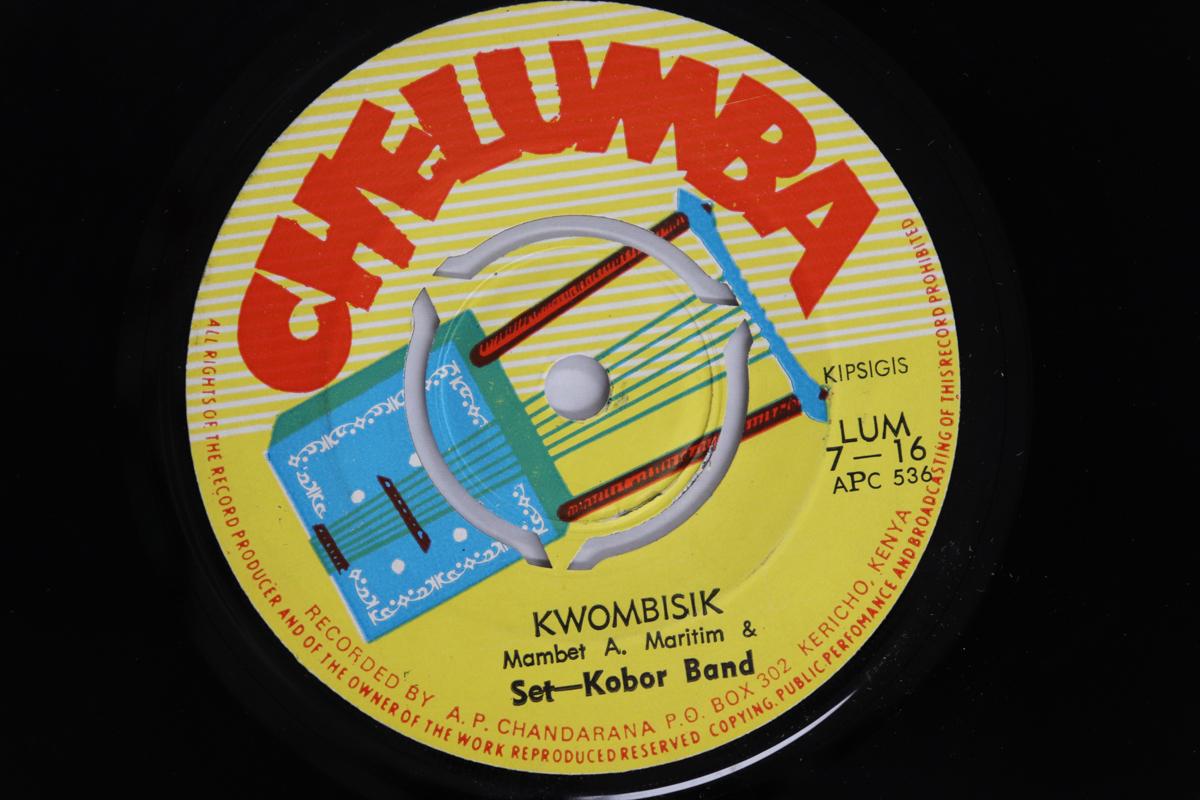 CHELUMBA
KIPSIGIS
LUM
7—16
APC 536
KWOMBISIK
Mambet A. Maritim &
Set—Kobor Band
RECORDED BY A. P. CHANDARANA P.O. BOX 302 KERICHO, KENYA
ALL RIGHTS OF THE RECORD PRODUCER AND OF THE OWNER OF THE WORK REPRODUCED RESERVED COPYING, PUBLIC PERFOMANCE AND BROADCASTING OF THIS RECORD PROHIBITED